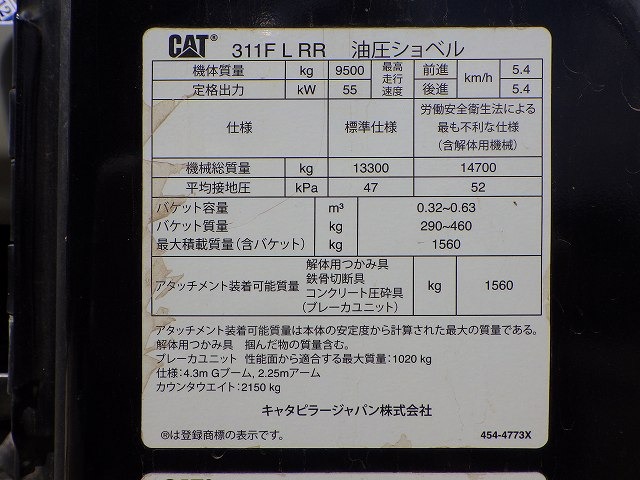 CAT® 311F L RR 油圧ショベル
機体質量 kg 9500 最高走行速度 前進 km/h 5.4
定格出力 kW 55 後進 5.4
仕様 標準仕様 労働安全衛生法による
最も不利な仕様
(含解体用機械)
機械総質量 kg 13300 14700
平均接地圧 kPa 47 52
バケット容量 m³ 0.32~0.63
バケット質量 kg 290~460
最大積載質量(含バケット) kg 1560
アタッチメント装着可能質量 解体用つかみ具
鉄骨切断具
コンクリート圧砕具
(ブレーカユニット) kg 1560
アタッチメント装着可能質量は本体の安定度から計算された最大の質量である。
解体用つかみ具 掴んだ物の質量含む。
ブレーカユニット 性能面から適合する最大質量:1020 kg
仕様:4.3m Gブーム, 2.25mアーム
カウンタウエイト:2150 kg
キャタピラージャパン株式会社
®は登録商標の表示です。 454-4773X